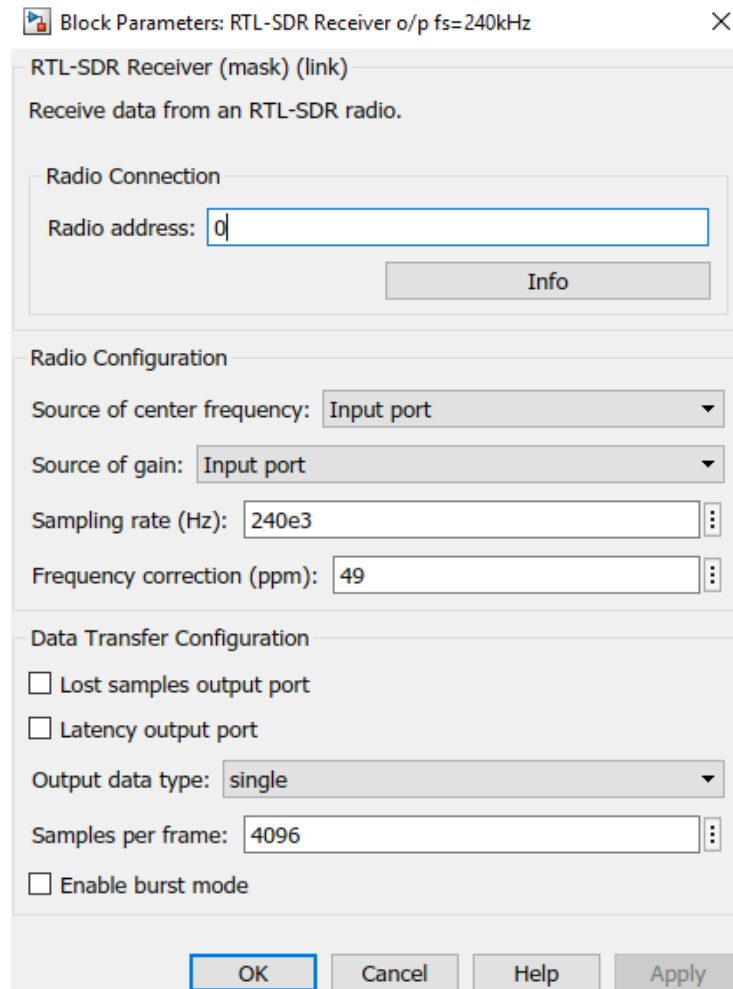 Block Parameters: RTL-SDR Receiver o/p fs=240kHz
RTL-SDR Receiver (mask) (link)
Receive data from an RTL-SDR radio.
Radio Connection
Radio address: 0
Info
Radio Configuration
Source of center frequency: Input port
Source of gain: Input port
Sampling rate (Hz): 240e3
Frequency correction (ppm): 49
Data Transfer Configuration
Lost samples output port
Latency output port
Output data type: single
Samples per frame: 4096
Enable burst mode
OK Cancel Help Apply